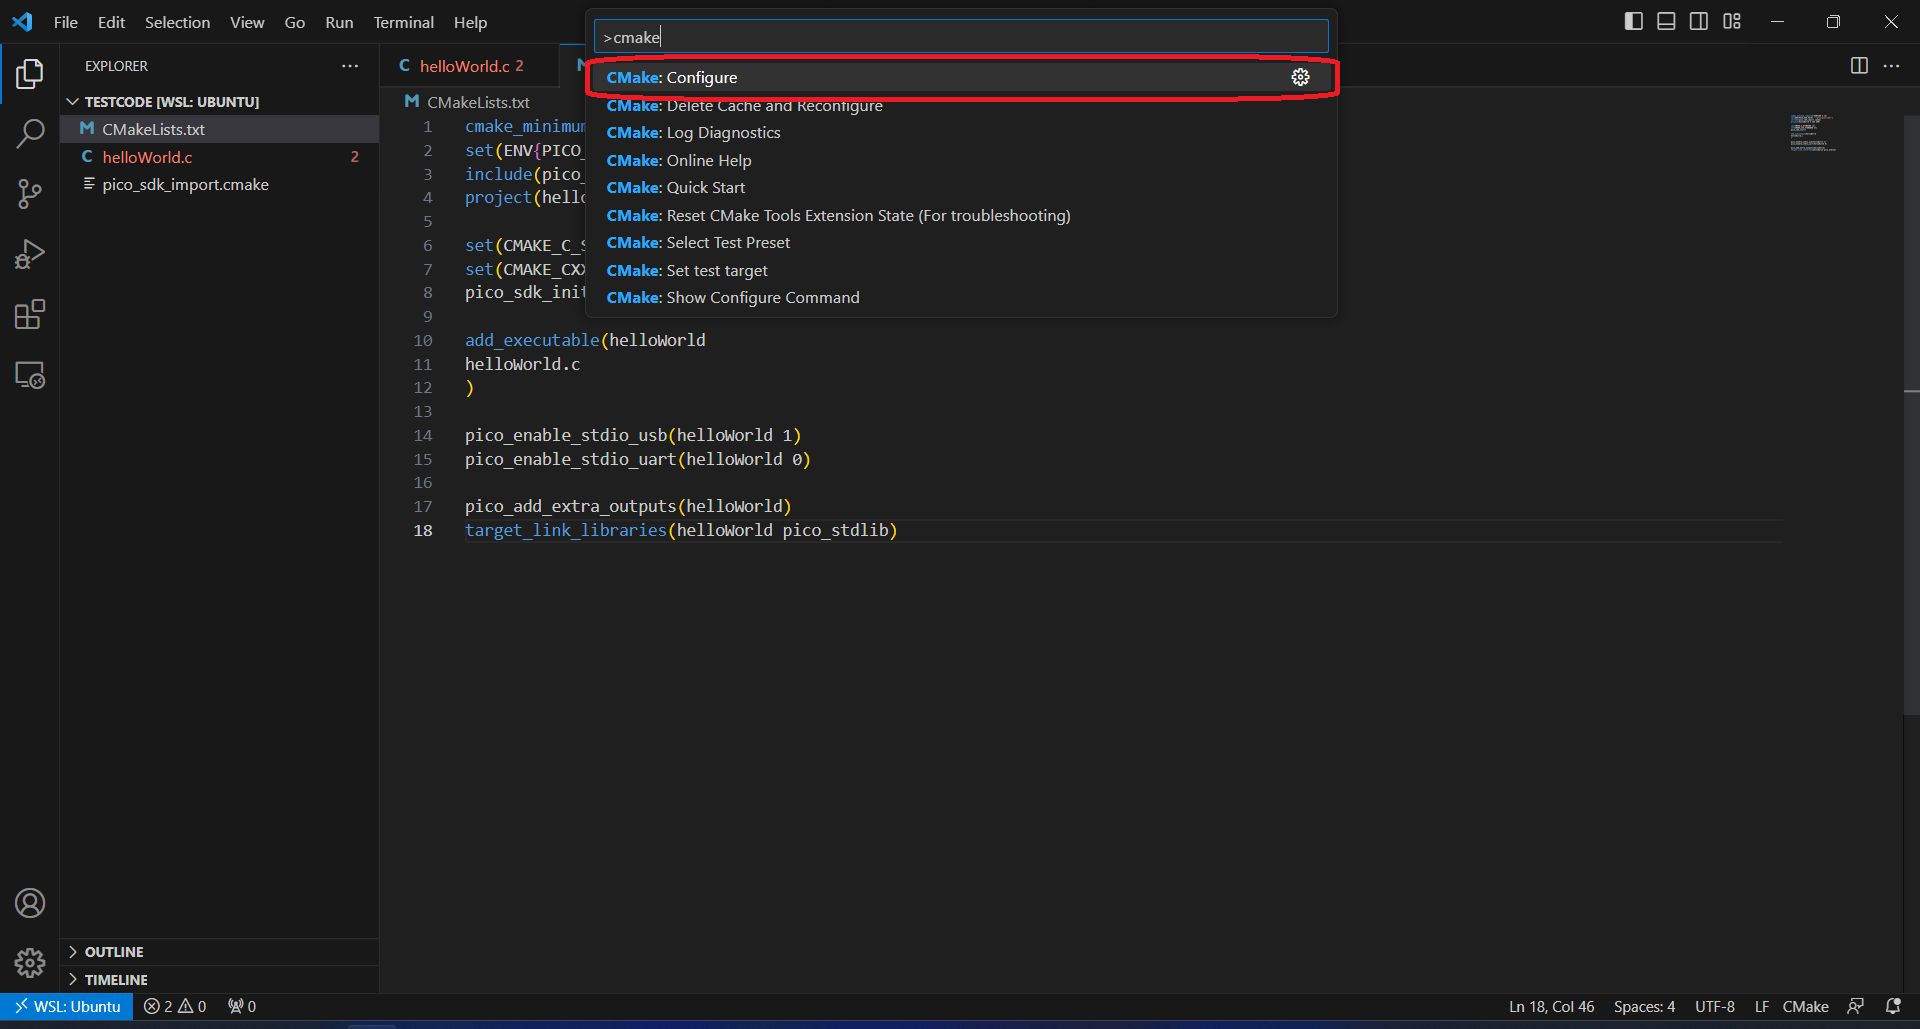 File Edit Selection View Go Run Terminal Help
>cmake
CMake: Configure
CMake: Delete Cache and Reconfigure
CMake: Log Diagnostics
CMake: Online Help
CMake: Quick Start
CMake: Reset CMake Tools Extension State (For troubleshooting)
CMake: Select Test Preset
CMake: Set test target
CMake: Show Configure Command
EXPLORER
TESTCODE [WSL: UBUNTU]
M CMakeLists.txt
C helloWorld.c 2
pico_sdk_import.cmake
OUTLINE
TIMELINE
C helloWorld.c 2
M CMakeLists.txt
1 cmake_minimum
2 set(ENV{PICO_
3 include(pico_
4 project(hello
5
6 set(CMAKE_C_S
7 set(CMAKE_CXX
8 pico_sdk_init
9
10 add_executable(helloWorld
11 helloWorld.c
12 )
13
14 pico_enable_stdio_usb(helloWorld 1)
15 pico_enable_stdio_uart(helloWorld 0)
16
17 pico_add_extra_outputs(helloWorld)
18 target_link_libraries(helloWorld pico_stdlib)
WSL: Ubuntu 2 0 0 Ln 18, Col 46 Spaces: 4 UTF-8 LF CMake